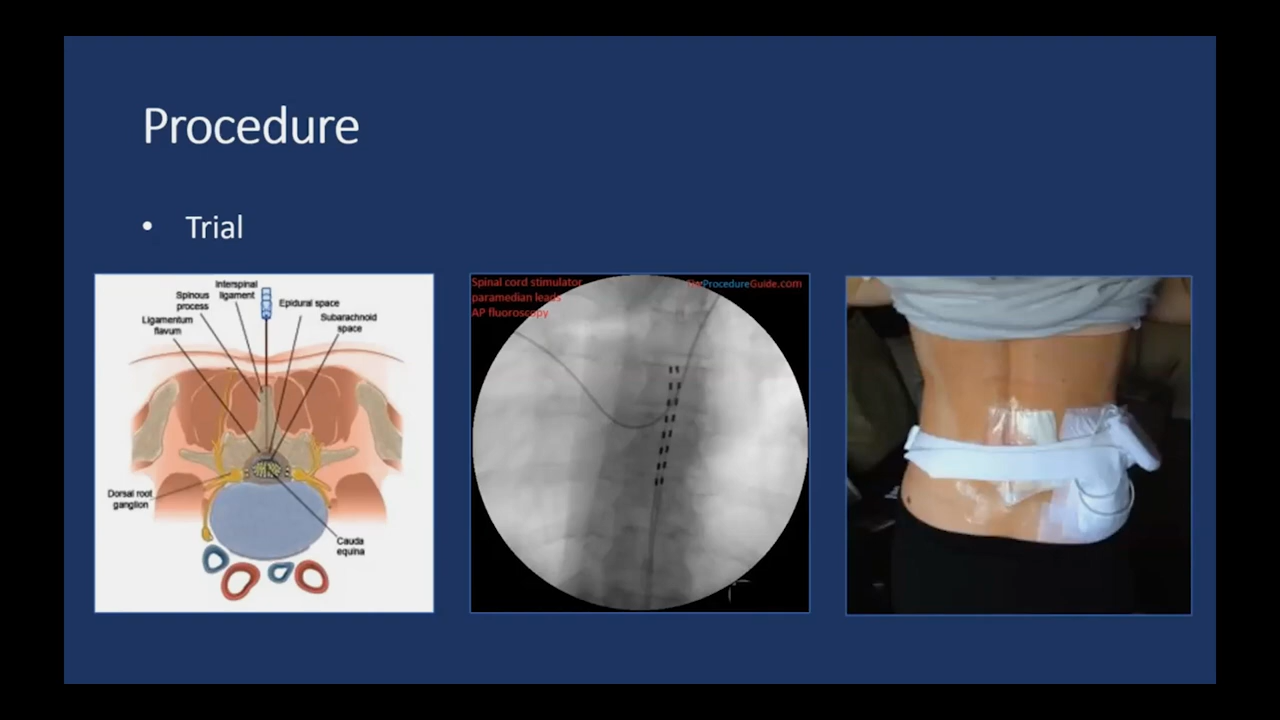 Procedure
• Trial
Interspinal
ligament
Spinous
process
Epidural space
Ligamentum
flavum
Subarachnoid
space
Dorsal root
ganglion
Cauda
equina
Spinal cord stimulator
paramedian leads
AP fluoroscopy
ProcedureGuide.com